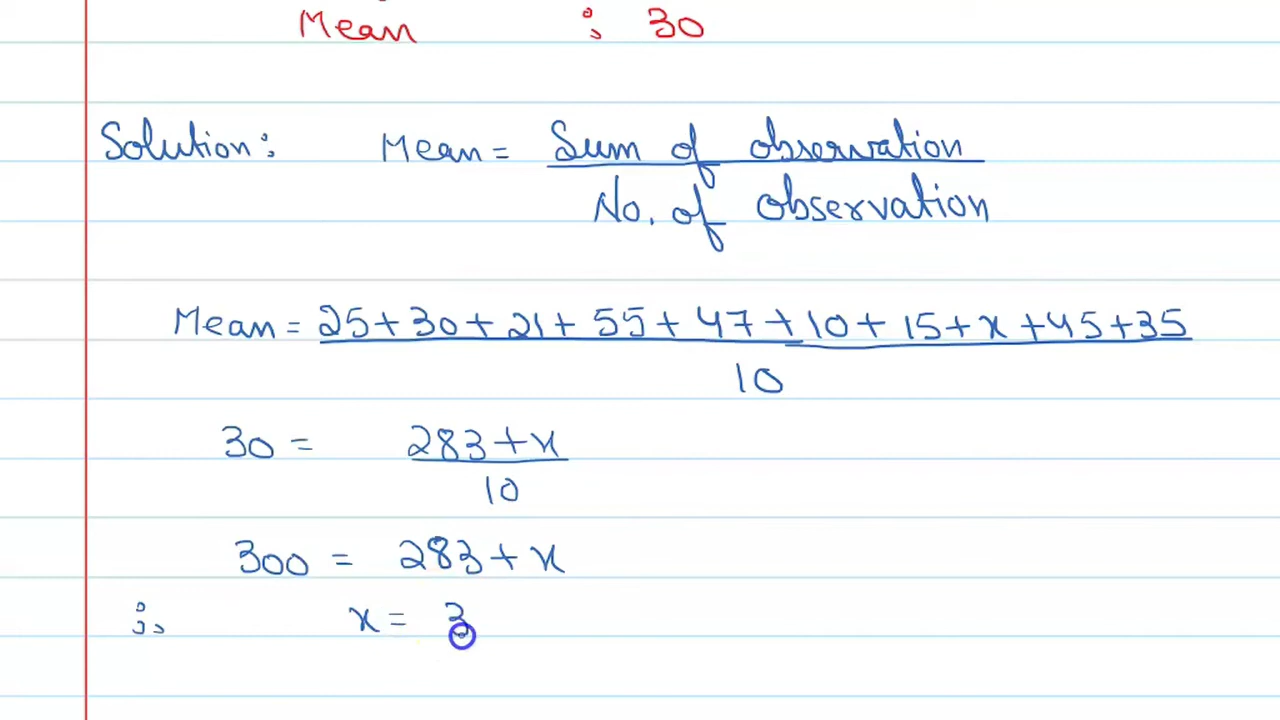 Mean : 30
Solution: Mean = Sum of observation
No. of observation
Mean = 25+30+21+55+47+10+15+x+45+35
10
30 = 283+x
10
300 = 283+x
∴ x = 3